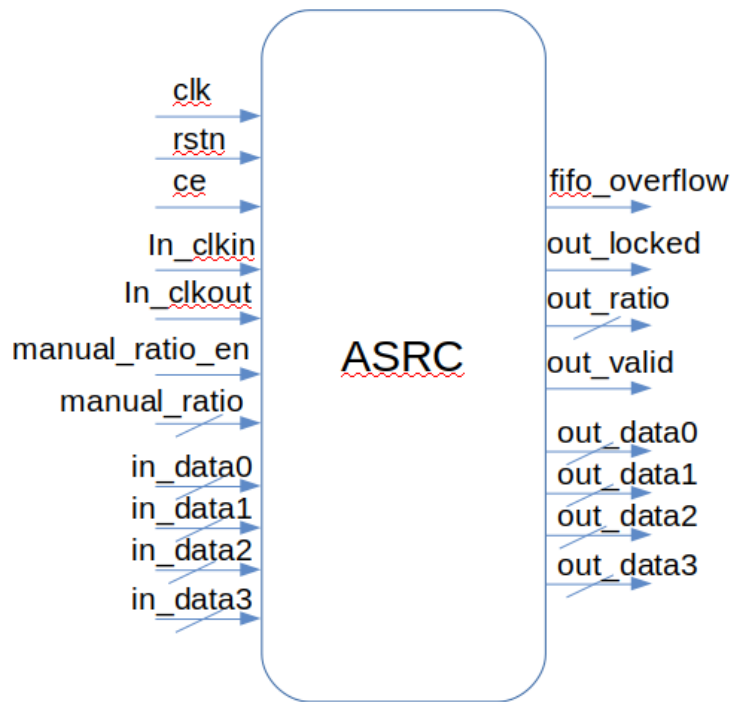 clk
rstn
ce
In_clkin
In_clkout
manual_ratio_en
manual_ratio
in_data0
in_data1
in_data2
in_data3
ASRC
fifo_overflow
out_locked
out_ratio
out_valid
out_data0
out_data1
out_data2
out_data3